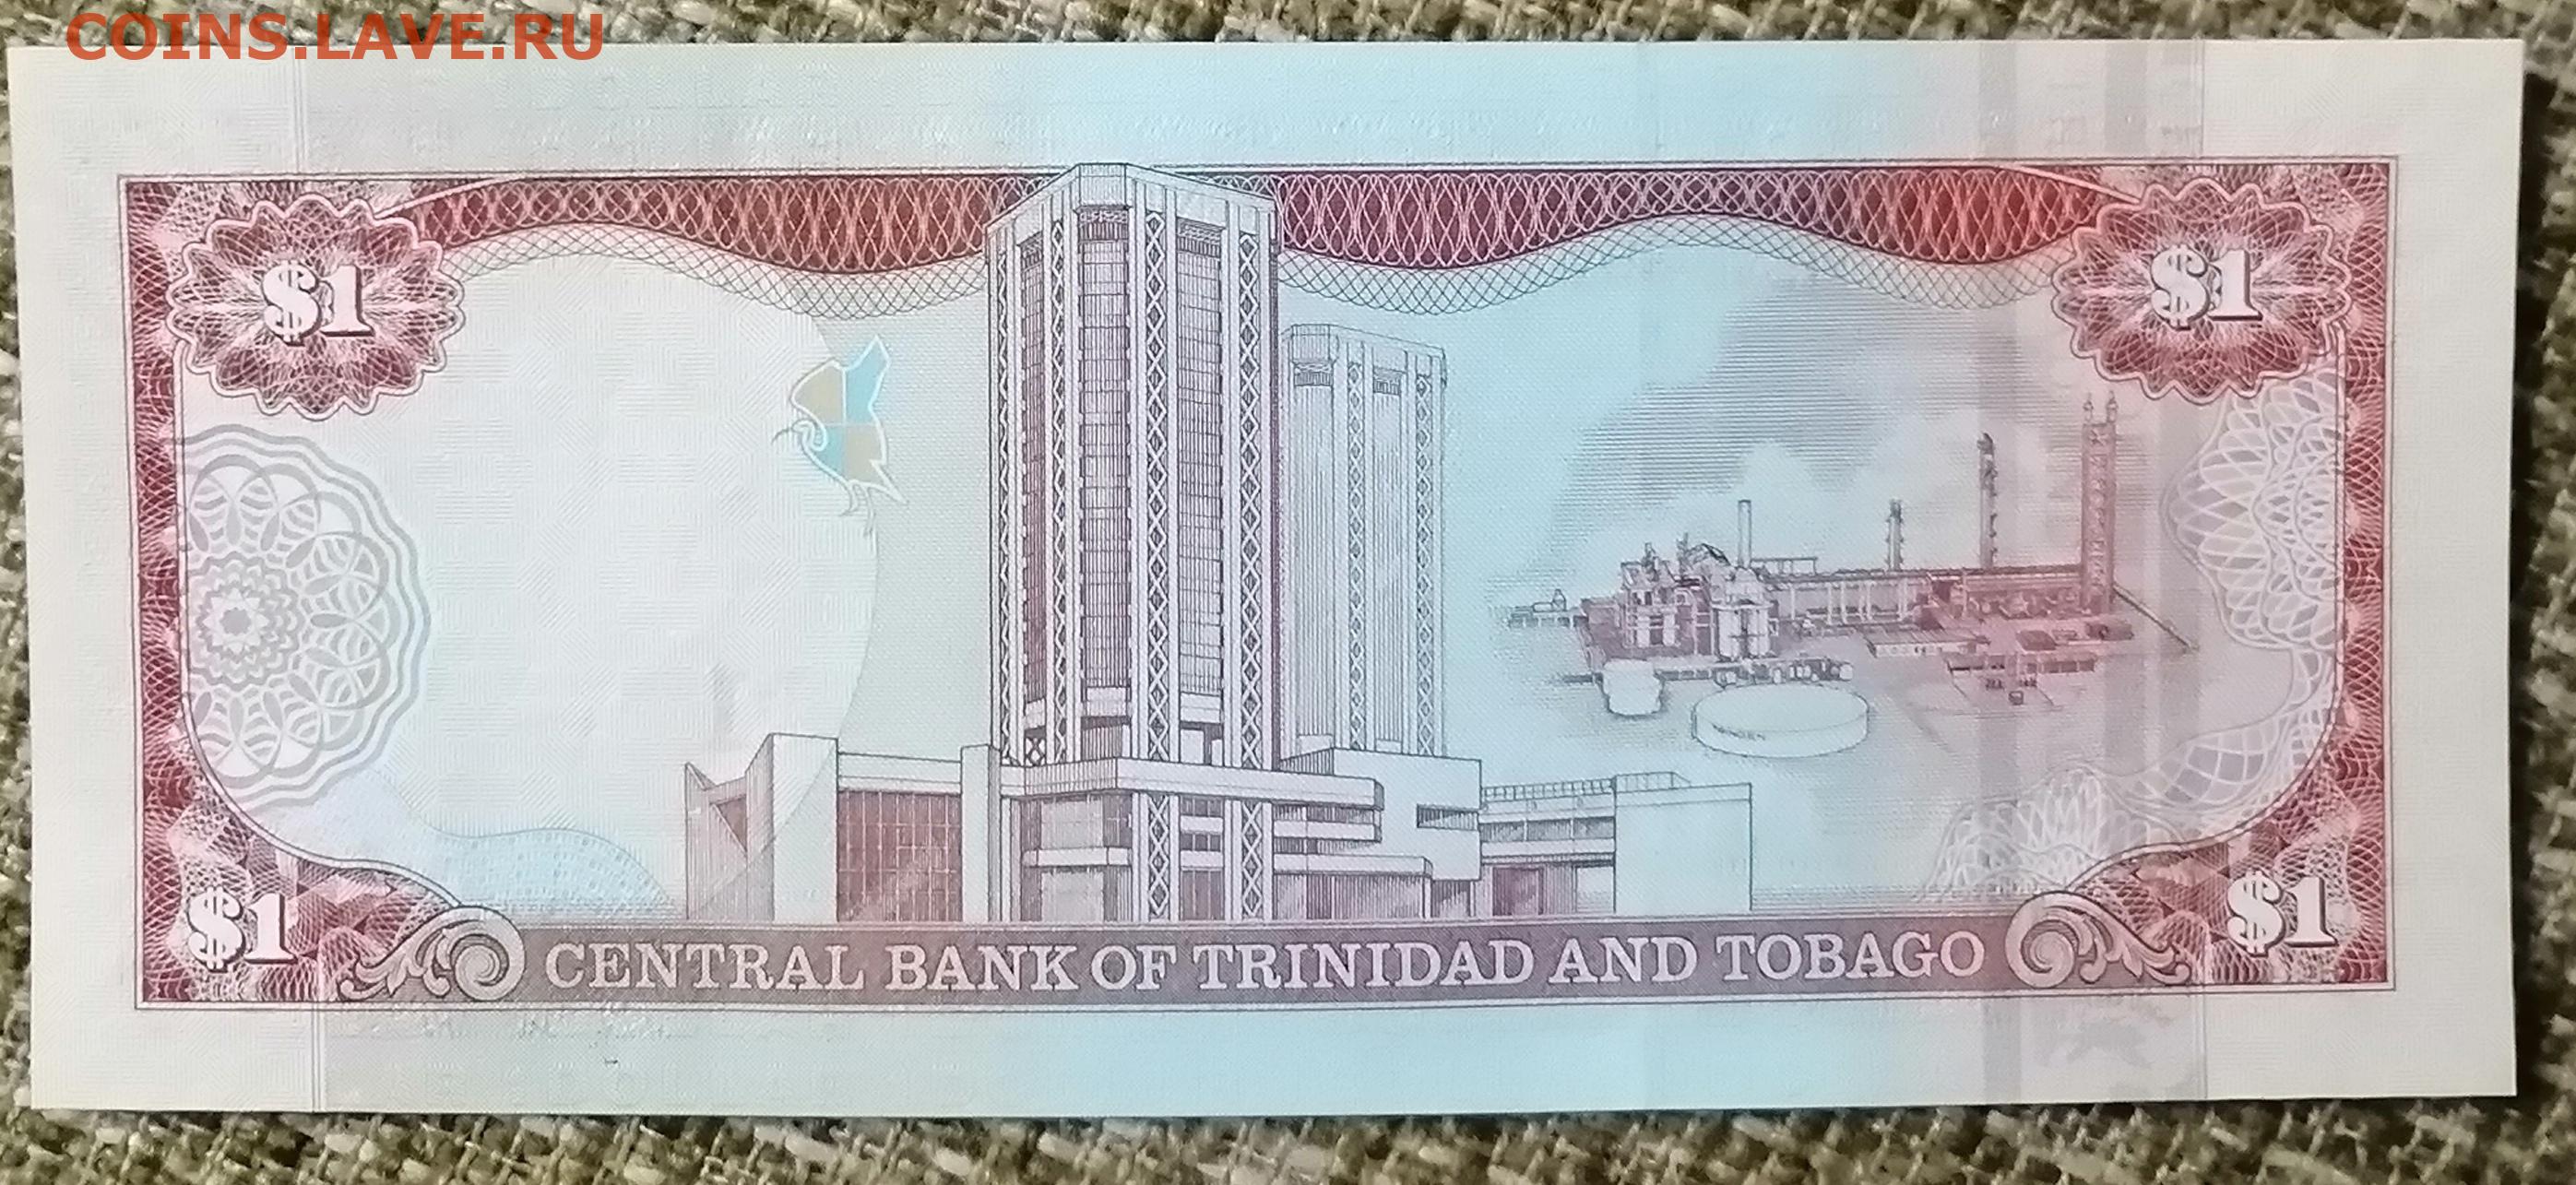 COINS.LAVE.RU
$1 $1
$1 CENTRAL BANK OF TRINIDAD AND TOBAGO $1